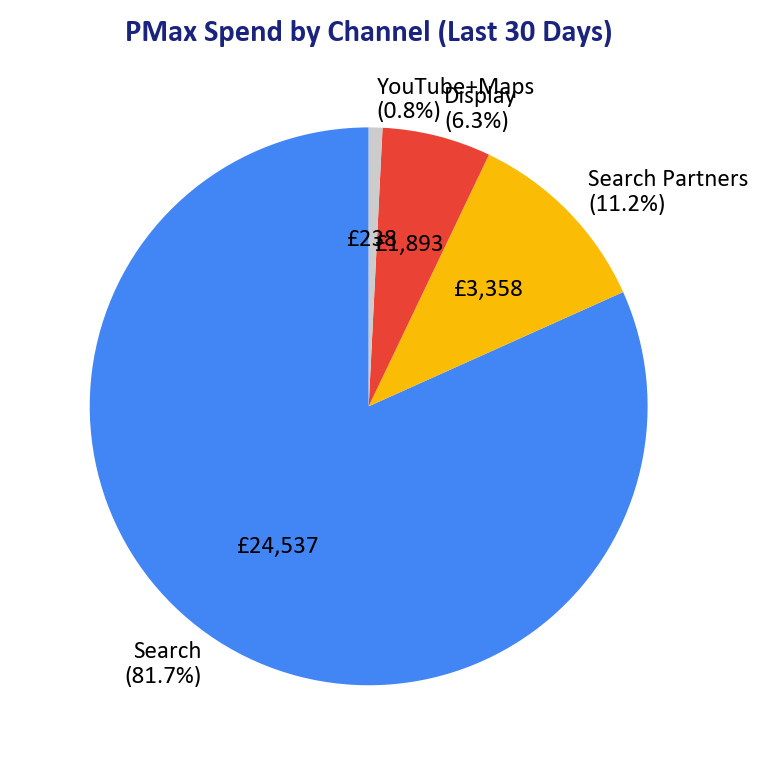 PMax Spend by Channel (Last 30 Days)
YouTube+Maps
(0.8%)
Display
(6.3%)
Search Partners
(11.2%)
£238
£1,893
£3,358
£24,537
Search
(81.7%)